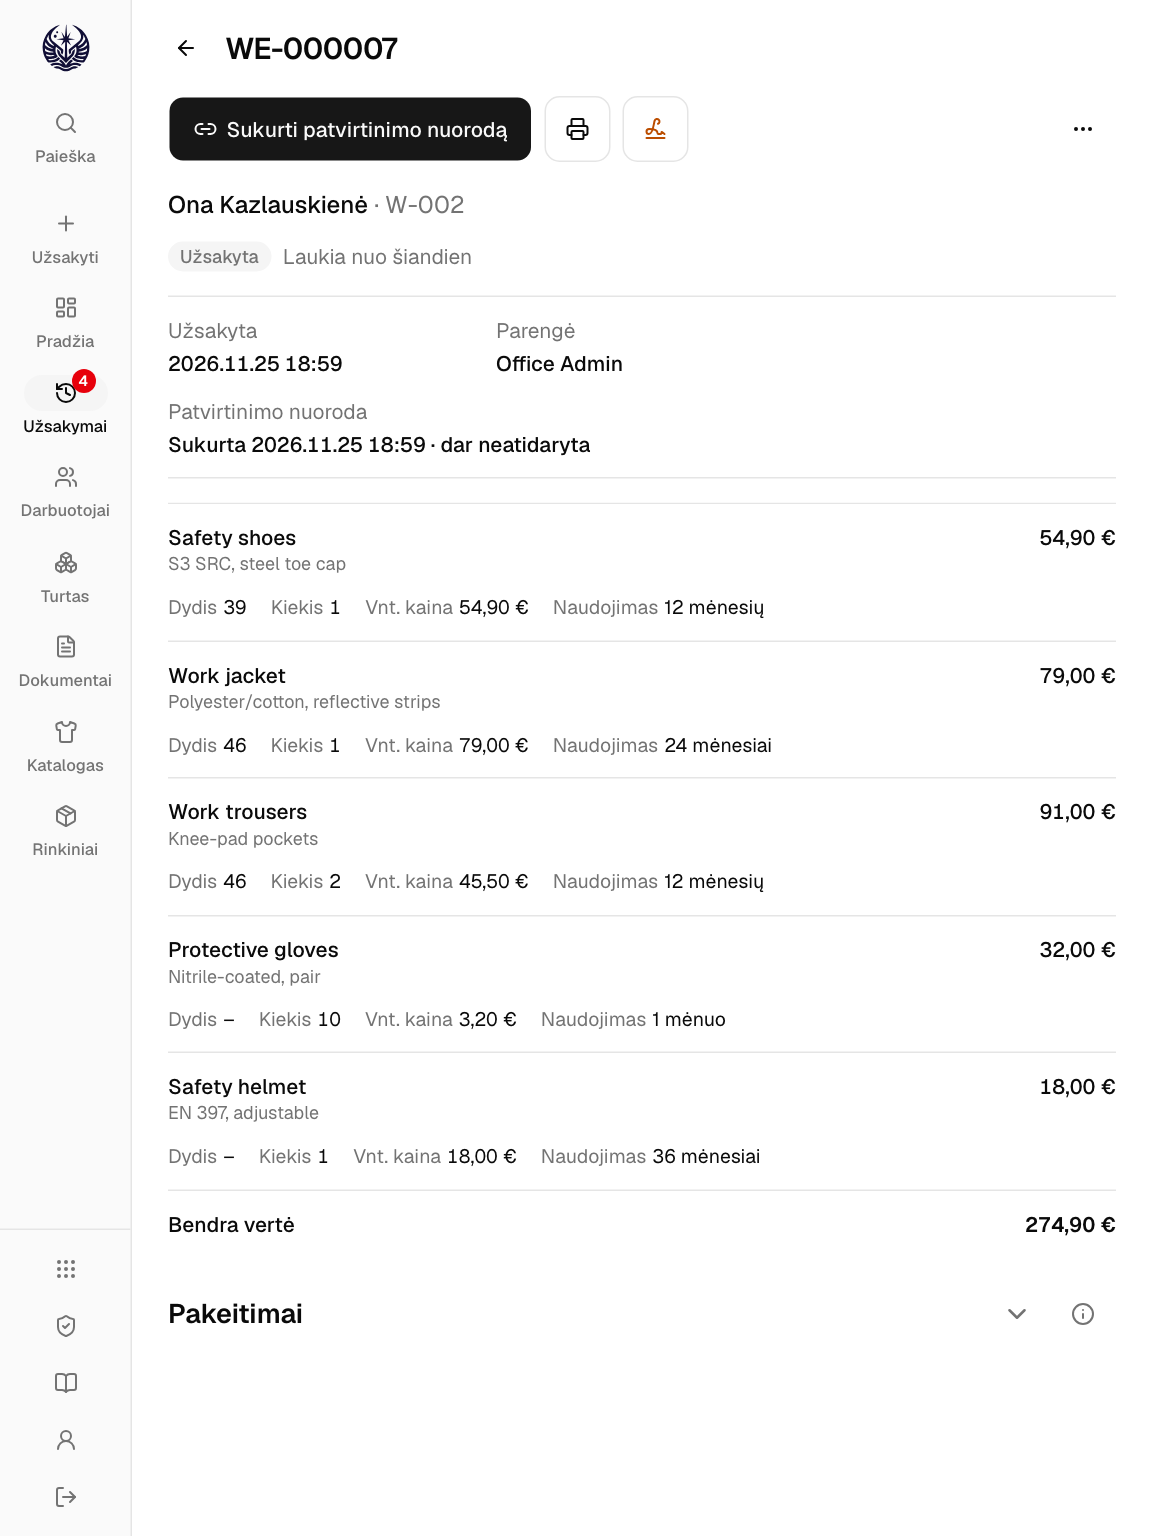 WE-000007
Sukurti patvirtinimo nuorodą
Ona Kazlauskienė · W-002
Užsakyta Laukia nuo šiandien
Užsakyta
2026.11.25 18:59
Parengė
Office Admin
Patvirtinimo nuoroda
Sukurta 2026.11.25 18:59 · dar neatidaryta
Safety shoes 54,90 €
S3 SRC, steel toe cap
Dydis 39 Kiekis 1 Vnt. kaina 54,90 € Naudojimas 12 mėnesių
Work jacket 79,00 €
Polyester/cotton, reflective strips
Dydis 46 Kiekis 1 Vnt. kaina 79,00 € Naudojimas 24 mėnesiai
Work trousers 91,00 €
Knee-pad pockets
Dydis 46 Kiekis 2 Vnt. kaina 45,50 € Naudojimas 12 mėnesių
Protective gloves 32,00 €
Nitrile-coated, pair
Dydis – Kiekis 10 Vnt. kaina 3,20 € Naudojimas 1 mėnuo
Safety helmet 18,00 €
EN 397, adjustable
Dydis – Kiekis 1 Vnt. kaina 18,00 € Naudojimas 36 mėnesiai
Bendra vertė 274,90 €
Pakeitimai
Paieška
Užsakyti
Pradžia
4
Užsakymai
Darbuotojai
Turtas
Dokumentai
Katalogas
Rinkiniai